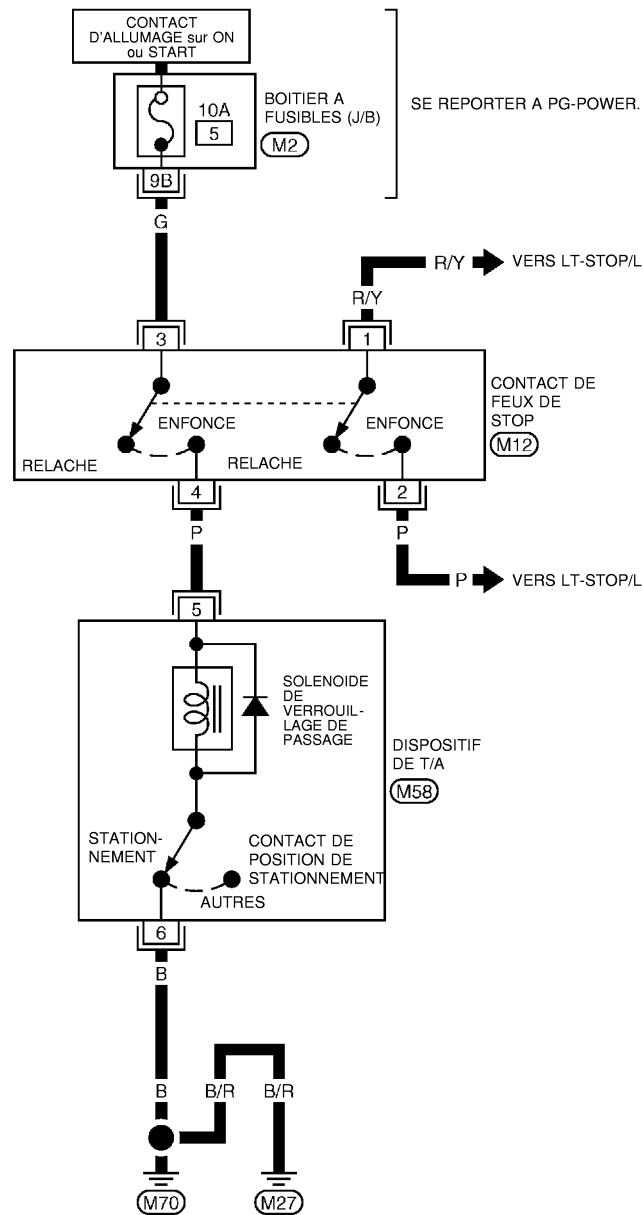 CONTACT
D'ALLUMAGE sur ON
ou START
10A
5
BOITIER A
FUSIBLES (J/B)
M2
SE REPORTER A PG-POWER.
9B
G
R/Y
VERS LT-STOP/L
R/Y
3
1
ENFONCE
ENFONCE
RELACHE
RELACHE
CONTACT DE
FEUX DE
STOP
M12
4
2
P
P
P
VERS LT-STOP/L
5
SOLENOIDE
DE
VERROUIL-
LAGE DE
PASSAGE
DISPOSITIF
DE T/A
M58
STATION-
NEMENT
CONTACT DE
POSITION DE
STATIONNEMENT
AUTRES
6
B
B
B/R
B/R
M70
M27